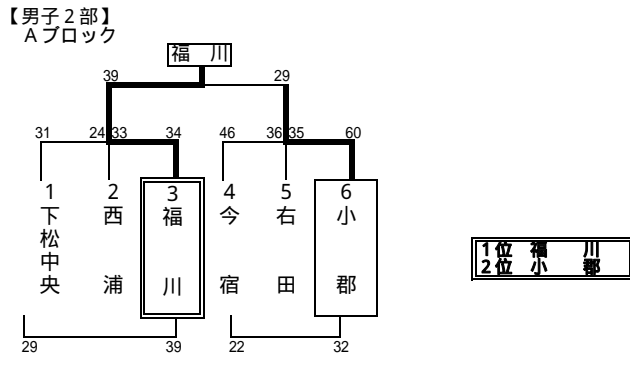 【男子２部】
Ａブロック
福 川
39 29
31 24 33 34 46 36 35 60
1 下松中央
2 西 浦
3 福 川
4 今 宿
5 右 田
6 小 郡
29 39 22 32
1位 福 川
2位 小 郡